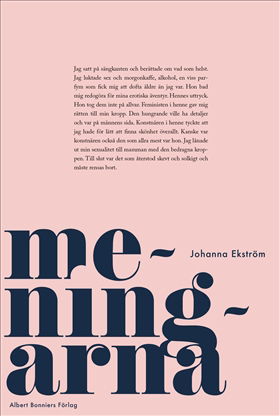 Jag satt på sängkanten och berättade om vad som helst.
Jag luktade sex och morgonkaffe, alkohol, en viss par-
fym som fick mig att dofta äldre än jag var. Hon bad
mig redogöra för mina erotiska äventyr. Hennes uttryck.
Hon tog dem inte på allvar. Feministen i henne gav mig
rätten till min kropp. Den hungrande ville ha detaljer
och var på männens sida. Konstnären i henne tyckte att
jag hade för lätt att finna skönhet överallt. Kanske var
konstnären också den som allra mest var hon. Jag lånade
ut min sexualitet till mamman med den bedragna krop-
pen. Till slut var det som återstod skevt och solkigt och
måste rensas bort.
me-
Johanna Ekström
ning-
arna
Albert Bonniers Förlag